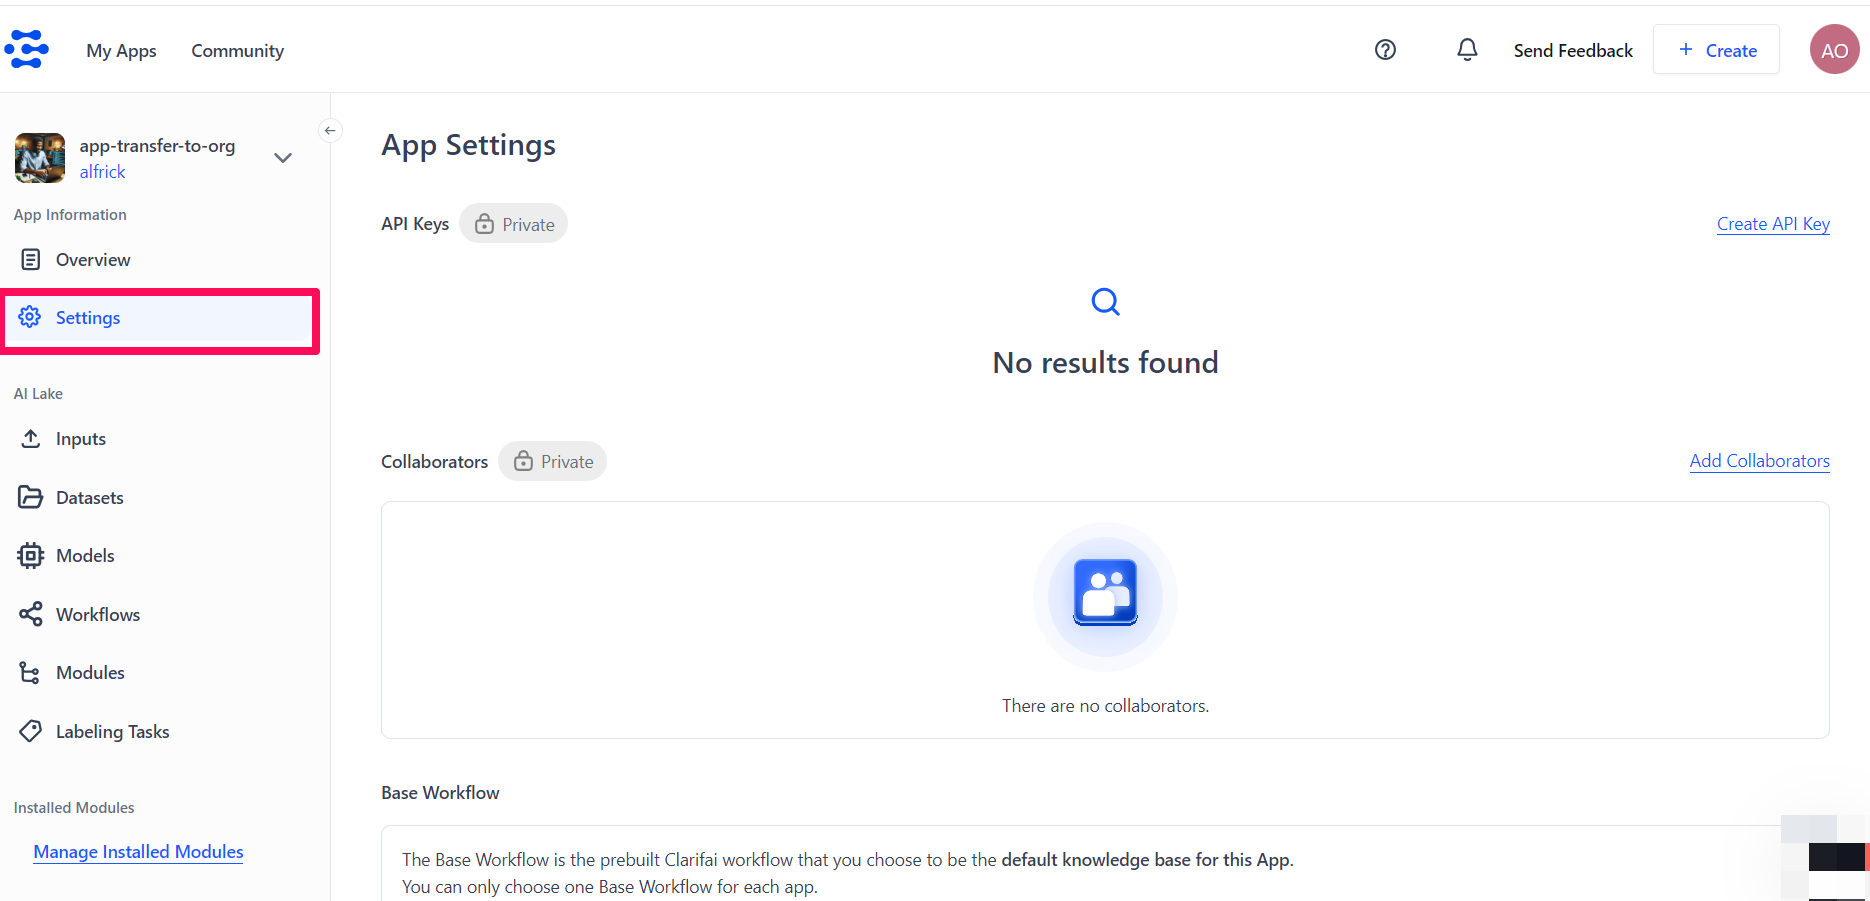 My Apps
Community
Send Feedback
+ Create
AO
app-transfer-to-org
alfrick
App Information
Overview
Settings
AI Lake
Inputs
Datasets
Models
Workflows
Modules
Labeling Tasks
Installed Modules
Manage Installed Modules
App Settings
API Keys
Private
Create API Key
No results found
Collaborators
Private
Add Collaborators
There are no collaborators.
Base Workflow
The Base Workflow is the prebuilt Clarifai workflow that you choose to be the default knowledge base for this App.
You can only choose one Base Workflow for each app.